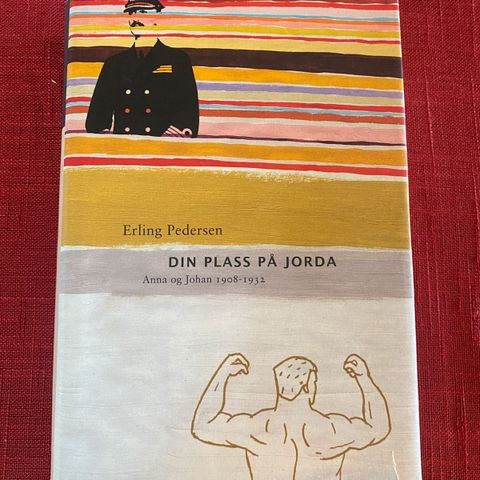 Erling Pedersen
DIN PLASS PÅ JORDA
Anna og Johan 1908-1932